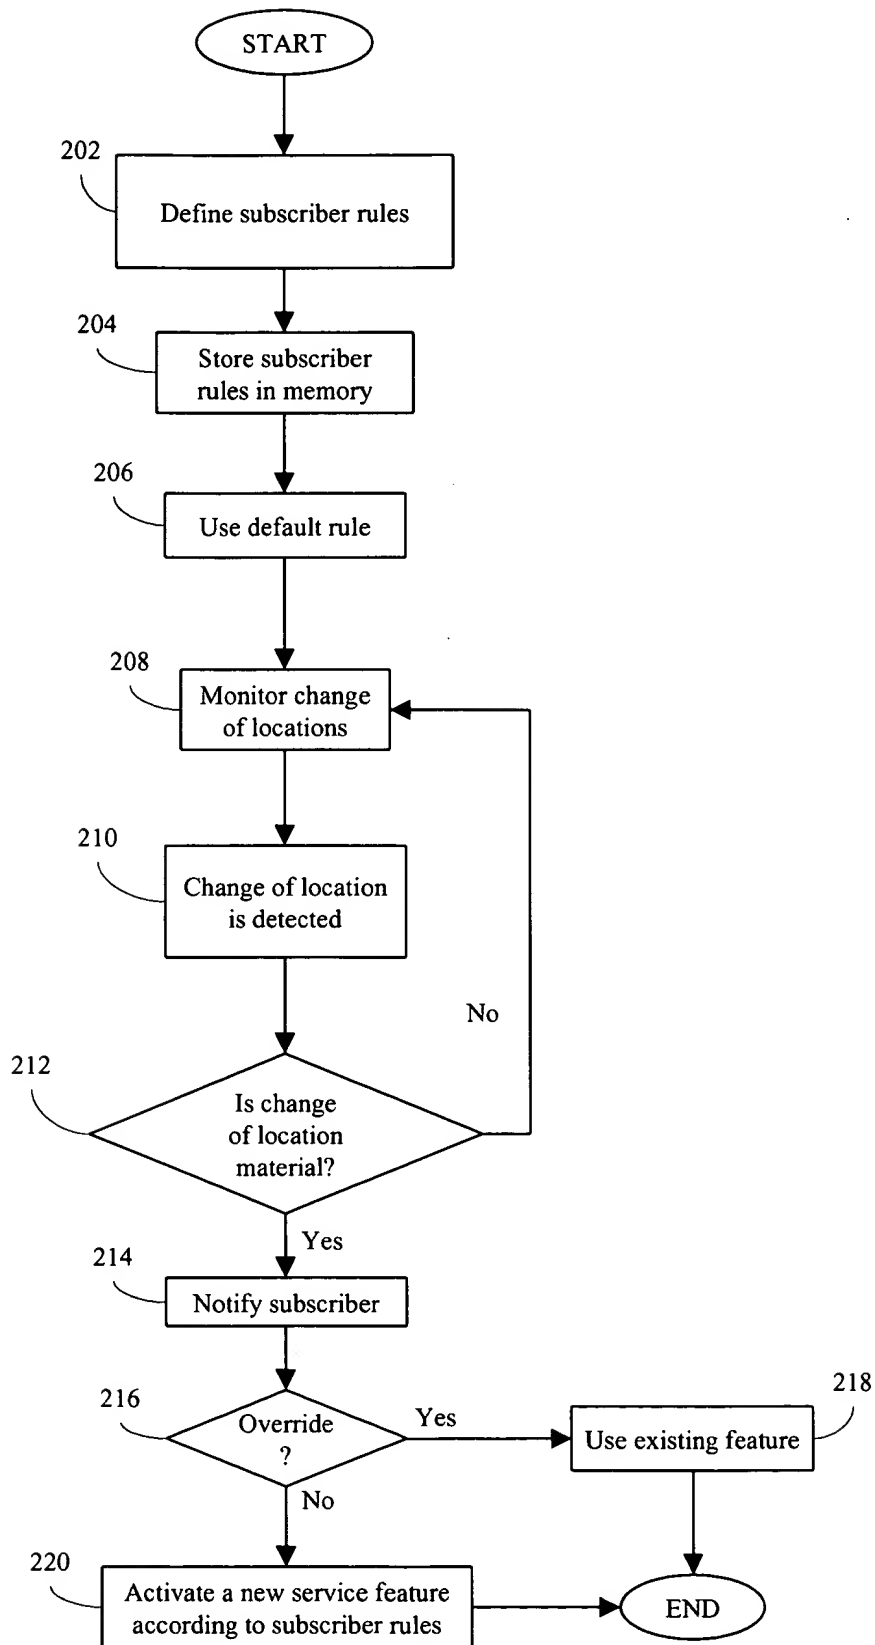 START
202
Define subscriber rules
204
Store subscriber
rules in memory
206
Use default rule
208
Monitor change
of locations
210
Change of location
is detected
No
212
Is change
of location
material?
Yes
214
Notify subscriber
216
Override
?
Yes
218
Use existing feature
No
220
Activate a new service feature
according to subscriber rules
END